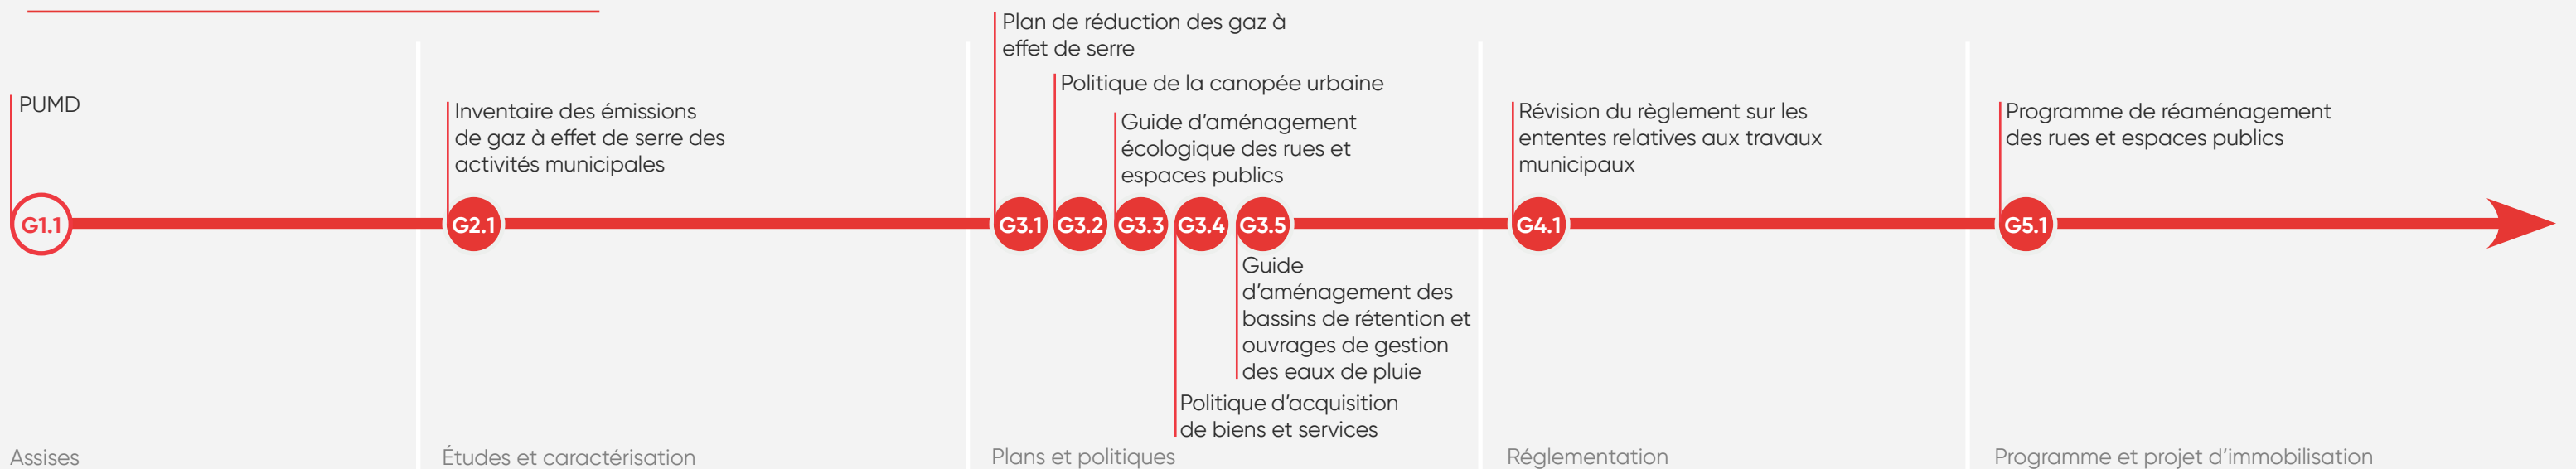 PUMD
G1.1
Assises
Inventaire des émissions
de gaz à effet de serre des
activités municipales
G2.1
Études et caractérisation
Plan de réduction des gaz à
effet de serre
Politique de la canopée urbaine
Guide d’aménagement
écologique des rues et
espaces publics
G3.1
G3.2
G3.3
G3.4
G3.5
Guide
d’aménagement des
bassins de rétention et
ouvrages de gestion
des eaux de pluie
Politique d’acquisition
de biens et services
Plans et politiques
Révision du règlement sur les
ententes relatives aux travaux
municipaux
G4.1
Réglementation
Programme de réaménagement
des rues et espaces publics
G5.1
Programme et projet d’immobilisation